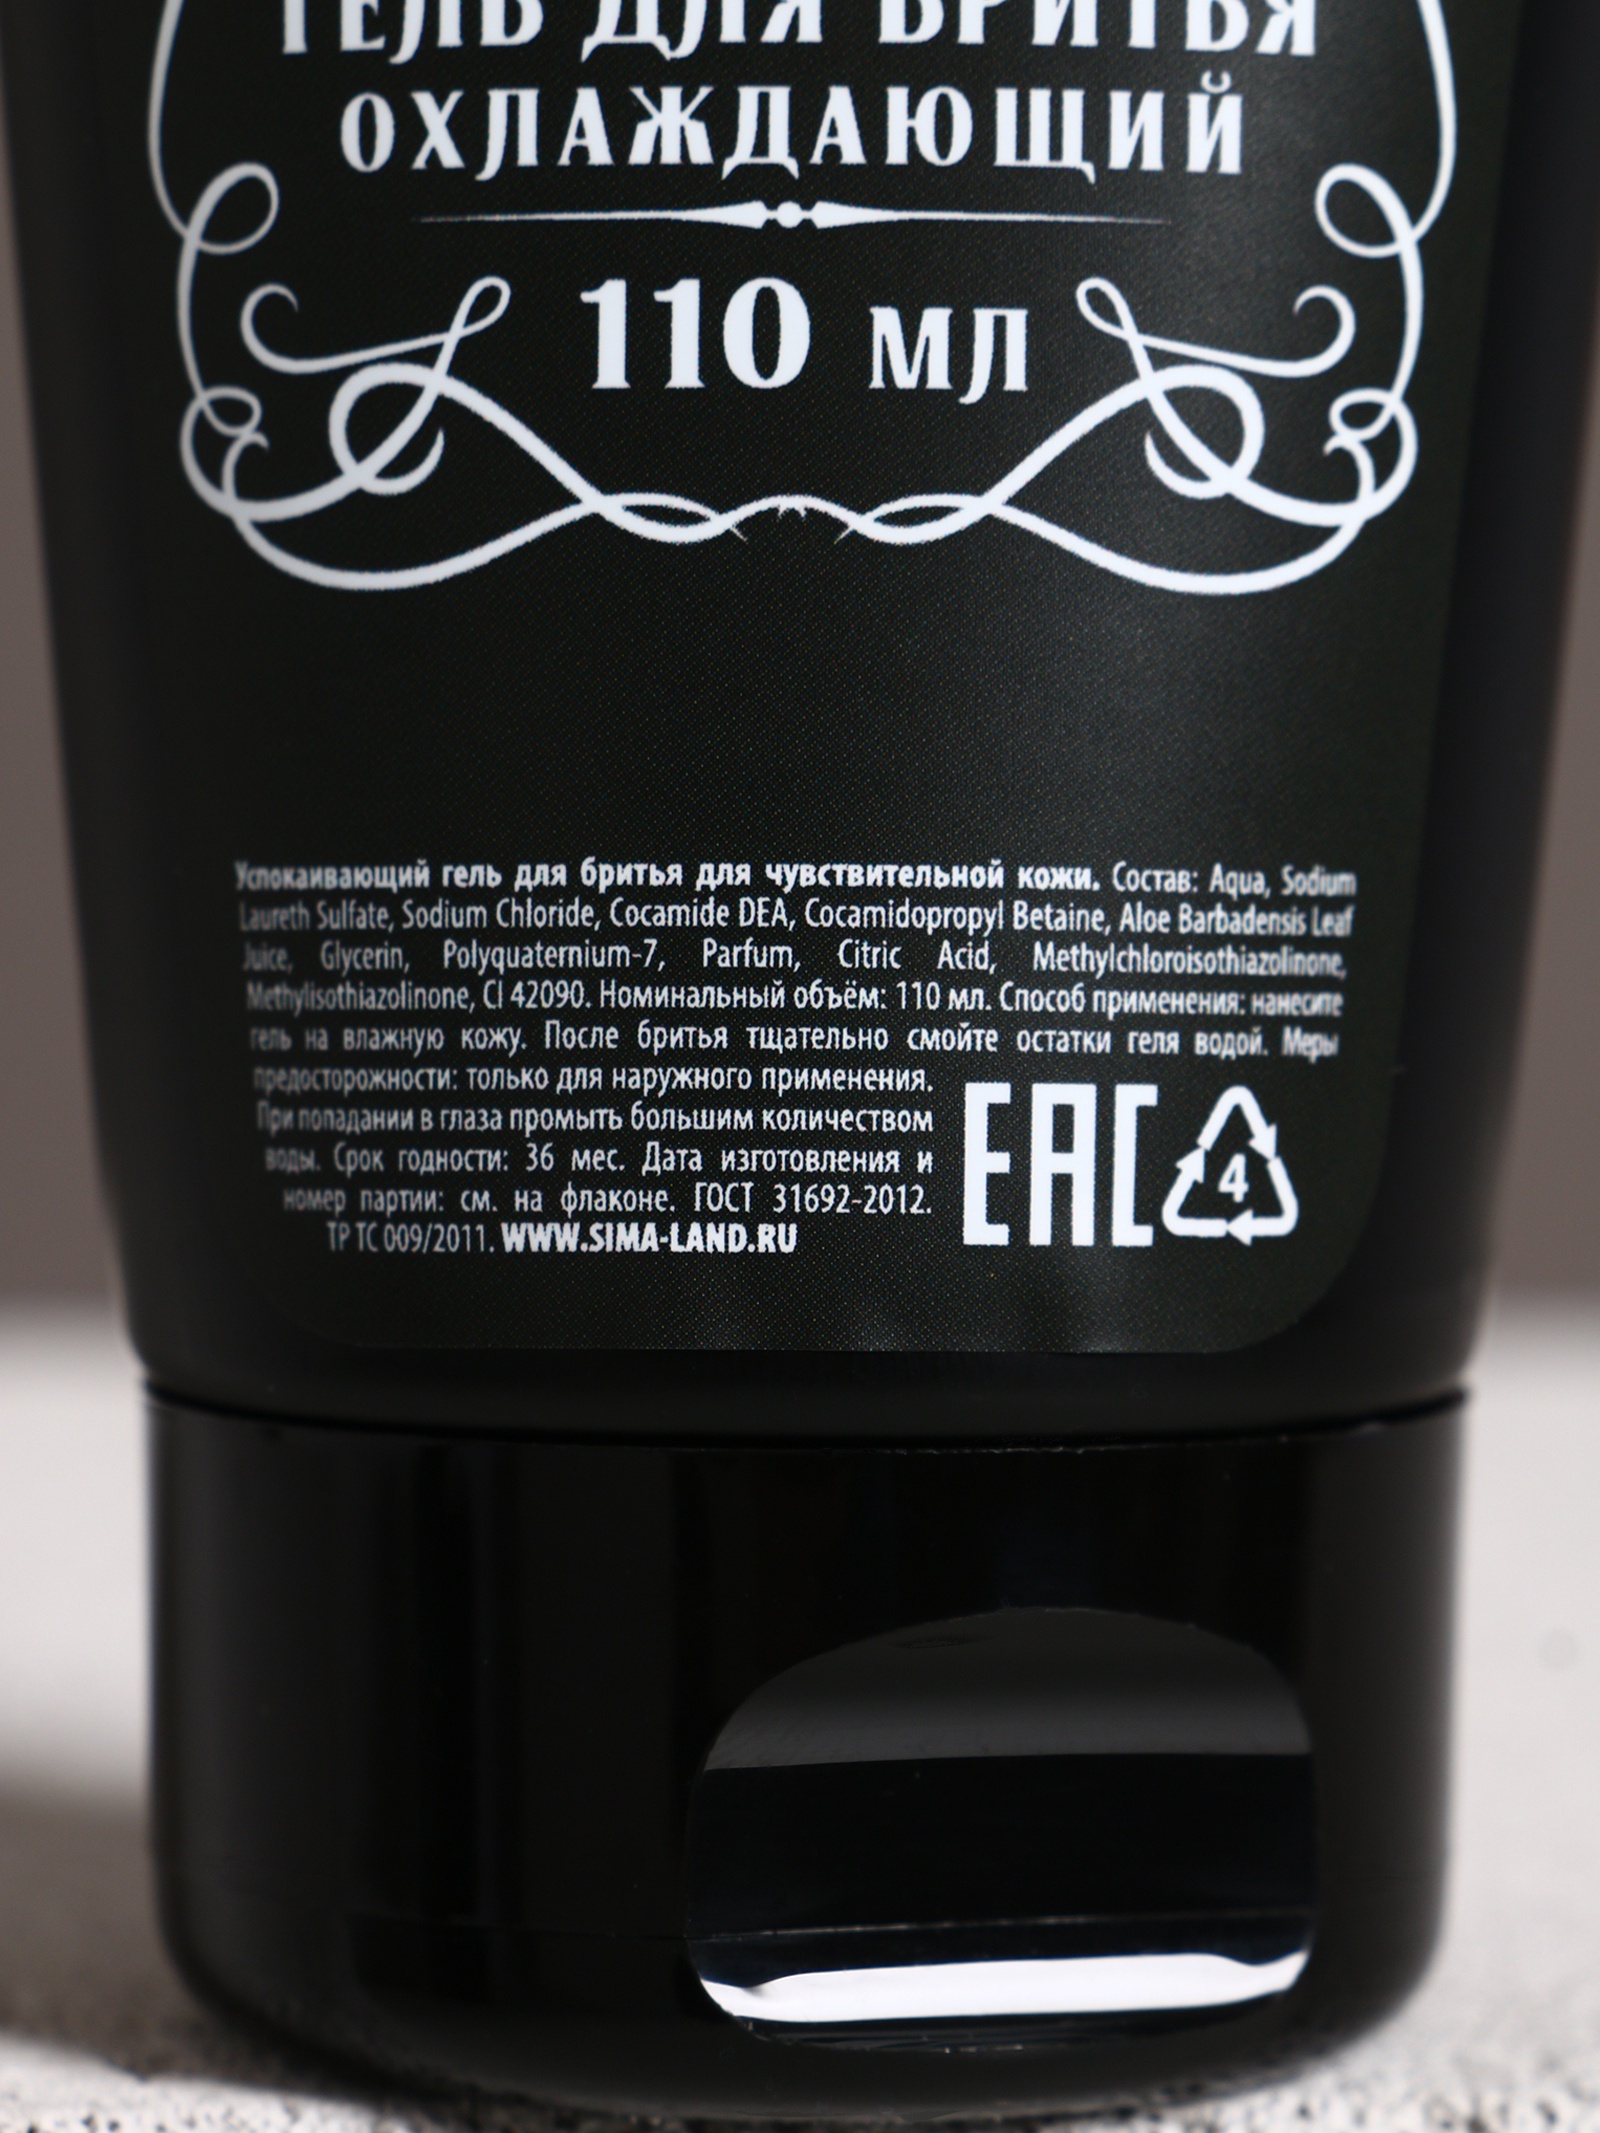 ГЕЛЬ ДЛЯ БРИТЬЯ
ОХЛАЖДАЮЩИЙ
110 мл
Успокаивающий гель для бритья для чувствительной кожи. Состав: Aqua, Sodium
Laureth Sulfate, Sodium Chloride, Cocamide DEA, Cocamidopropyl Betaine, Aloe Barbadensis Leaf
Juice, Glycerin, Polyquaternium-7, Parfum, Citric Acid, Methylchloroisothiazolinone,
Methylisothiazolinone, CI 42090. Номинальный объём: 110 мл. Способ применения: нанесите
гель на влажную кожу. После бритья тщательно смойте остатки геля водой. Меры
предосторожности: только для наружного применения.
При попадании в глаза промыть большим количеством
воды. Срок годности: 36 мес. Дата изготовления и
номер партии: см. на флаконе. ГОСТ 31692-2012.
ТР ТС 009/2011. WWW.SIMA-LAND.RU
EAC
4